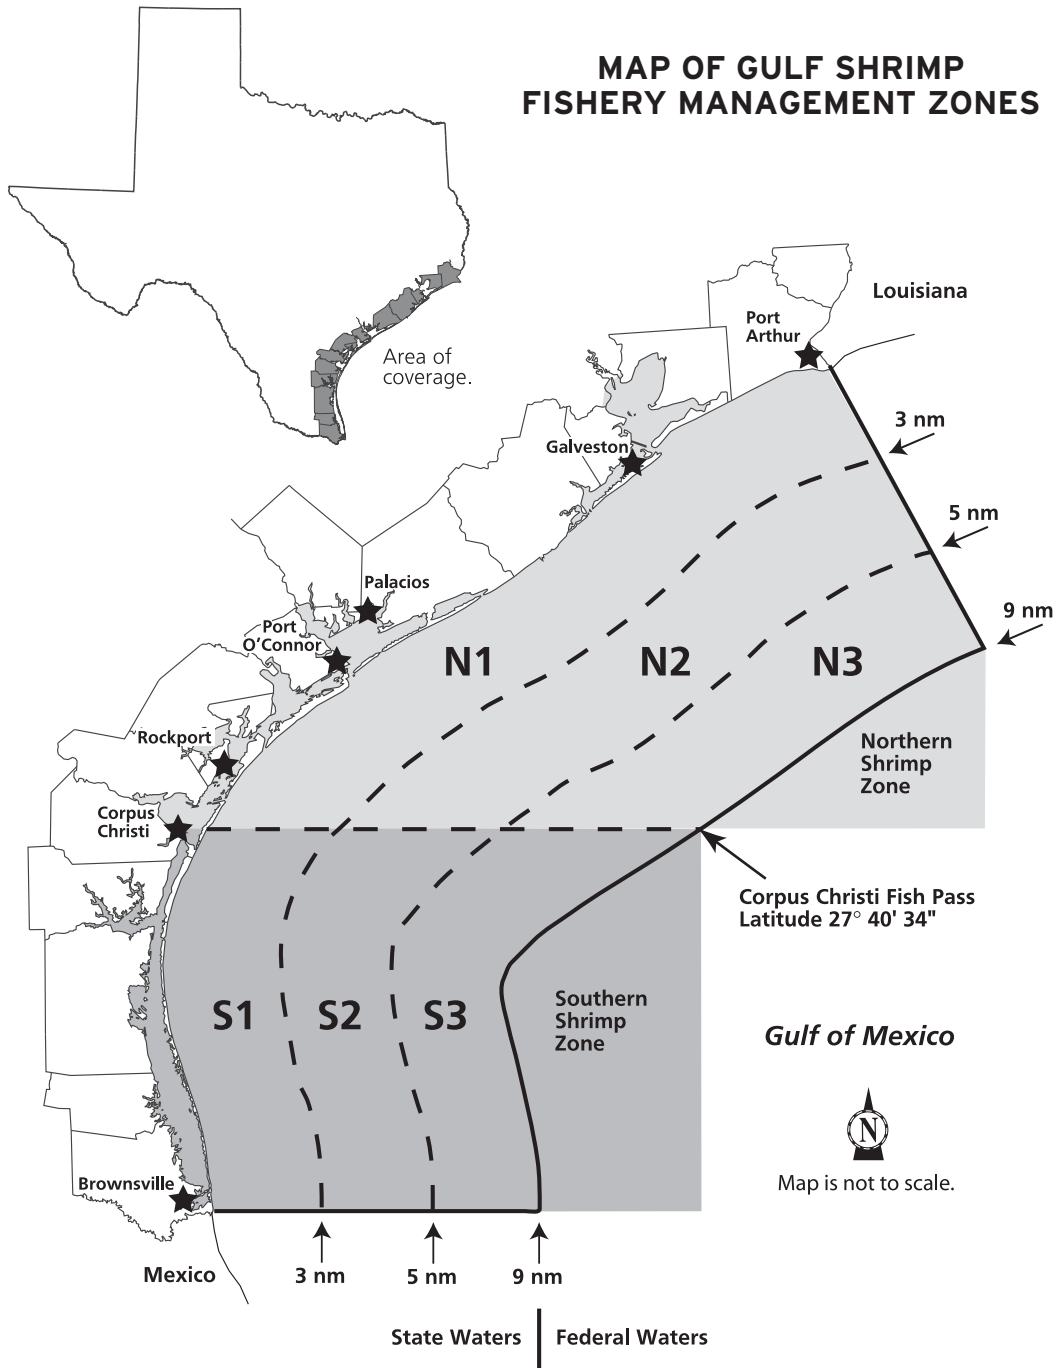 MAP OF GULF SHRIMP
FISHERY MANAGEMENT ZONES
Area of
coverage.
Louisiana
Port
Arthur
3 nm
Galveston
5 nm
Palacios
9 nm
Port
O'Connor
N1
N2
N3
Rockport
Northern
Shrimp
Zone
Corpus
Christi
Corpus Christi Fish Pass
Latitude 27° 40' 34"
S1
S2
S3
Southern
Shrimp
Zone
Gulf of Mexico
N
Map is not to scale.
Brownsville
Mexico
3 nm
5 nm
9 nm
State Waters
Federal Waters